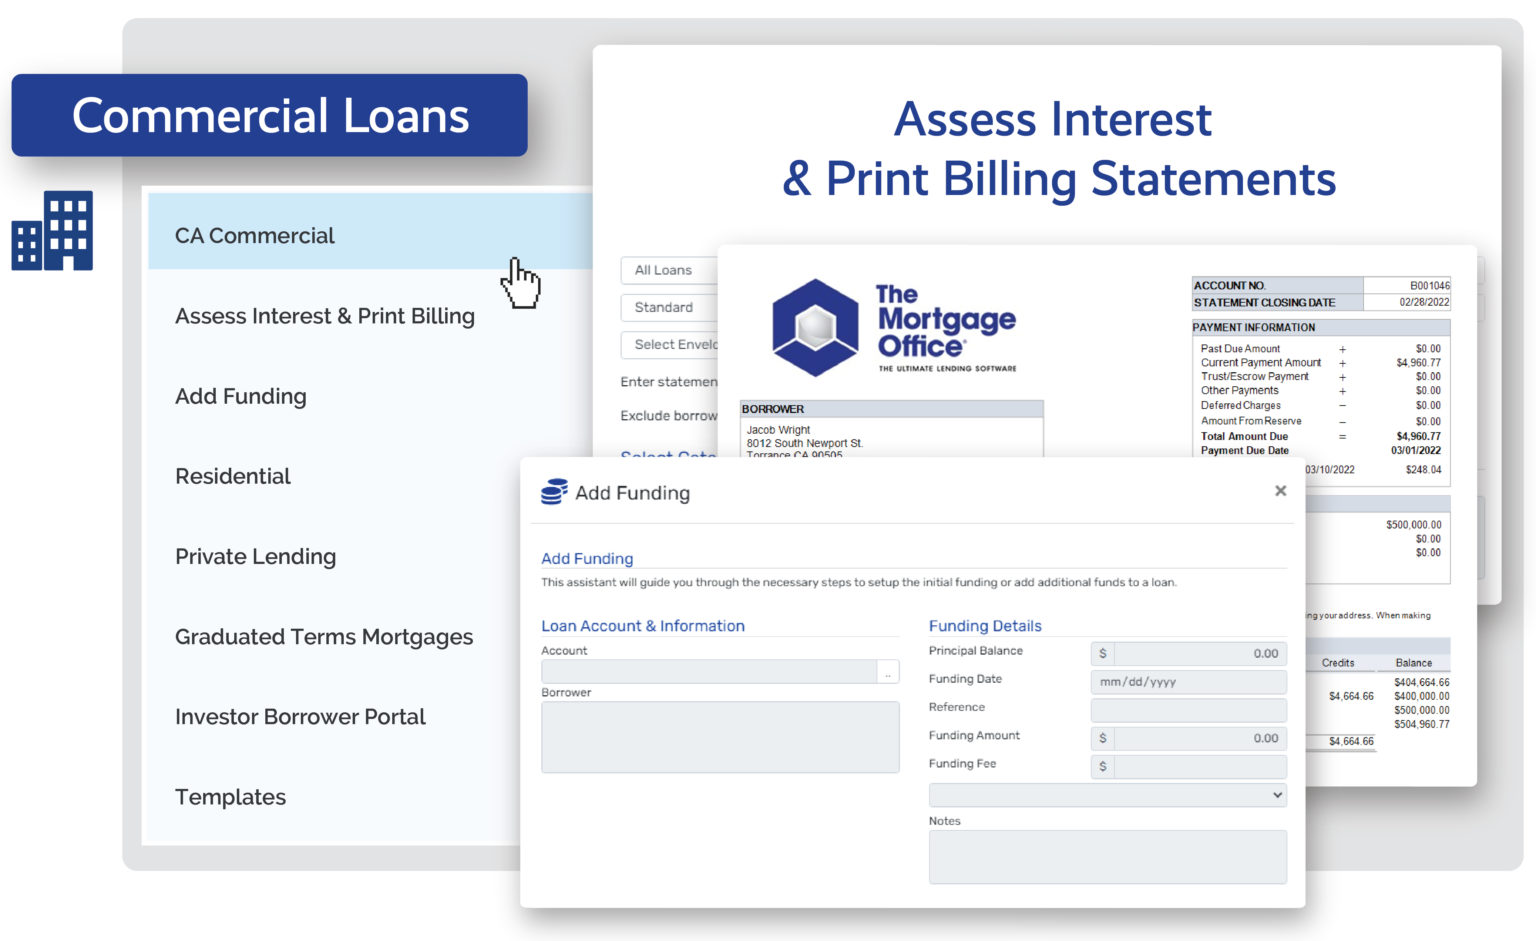 Commercial Loans
CA Commercial
Assess Interest & Print Billing
Add Funding
Residential
Private Lending
Graduated Terms Mortgages
Investor Borrower Portal
Templates
Assess Interest
& Print Billing Statements
All Loans
Standard
Select Envelo
Enter statemen
Exclude borrow
The
Mortgage
Office
THE ULTIMATE LENDING SOFTWARE
BORROWER
Jacob Wright
8012 South Newport St.
Torrance CA 90505
ACCOUNT NO. B001046
STATEMENT CLOSING DATE 02/28/2022
PAYMENT INFORMATION
Past Due Amount + $0.00
Current Payment Amount + $4,960.77
Trust/Escrow Payment + $0.00
Other Payments + $0.00
Deferred Charges – $0.00
Amount From Reserve – $0.00
Total Amount Due = $4,960.77
Payment Due Date 03/01/2022
03/10/2022 $248.04
$500,000.00
$0.00
$0.00
ing your address. When making
Credits Balance
$404,664.66
$4,664.66 $400,000.00
$500,000.00
$504,960.77
$4,664.66
Add Funding ×
Add Funding
This assistant will guide you through the necessary steps to setup the initial funding or add additional funds to a loan.
Loan Account & Information
Account ..
Borrower
Funding Details
Principal Balance $ 0.00
Funding Date mm/dd/yyyy
Reference
Funding Amount $ 0.00
Funding Fee $
Notes